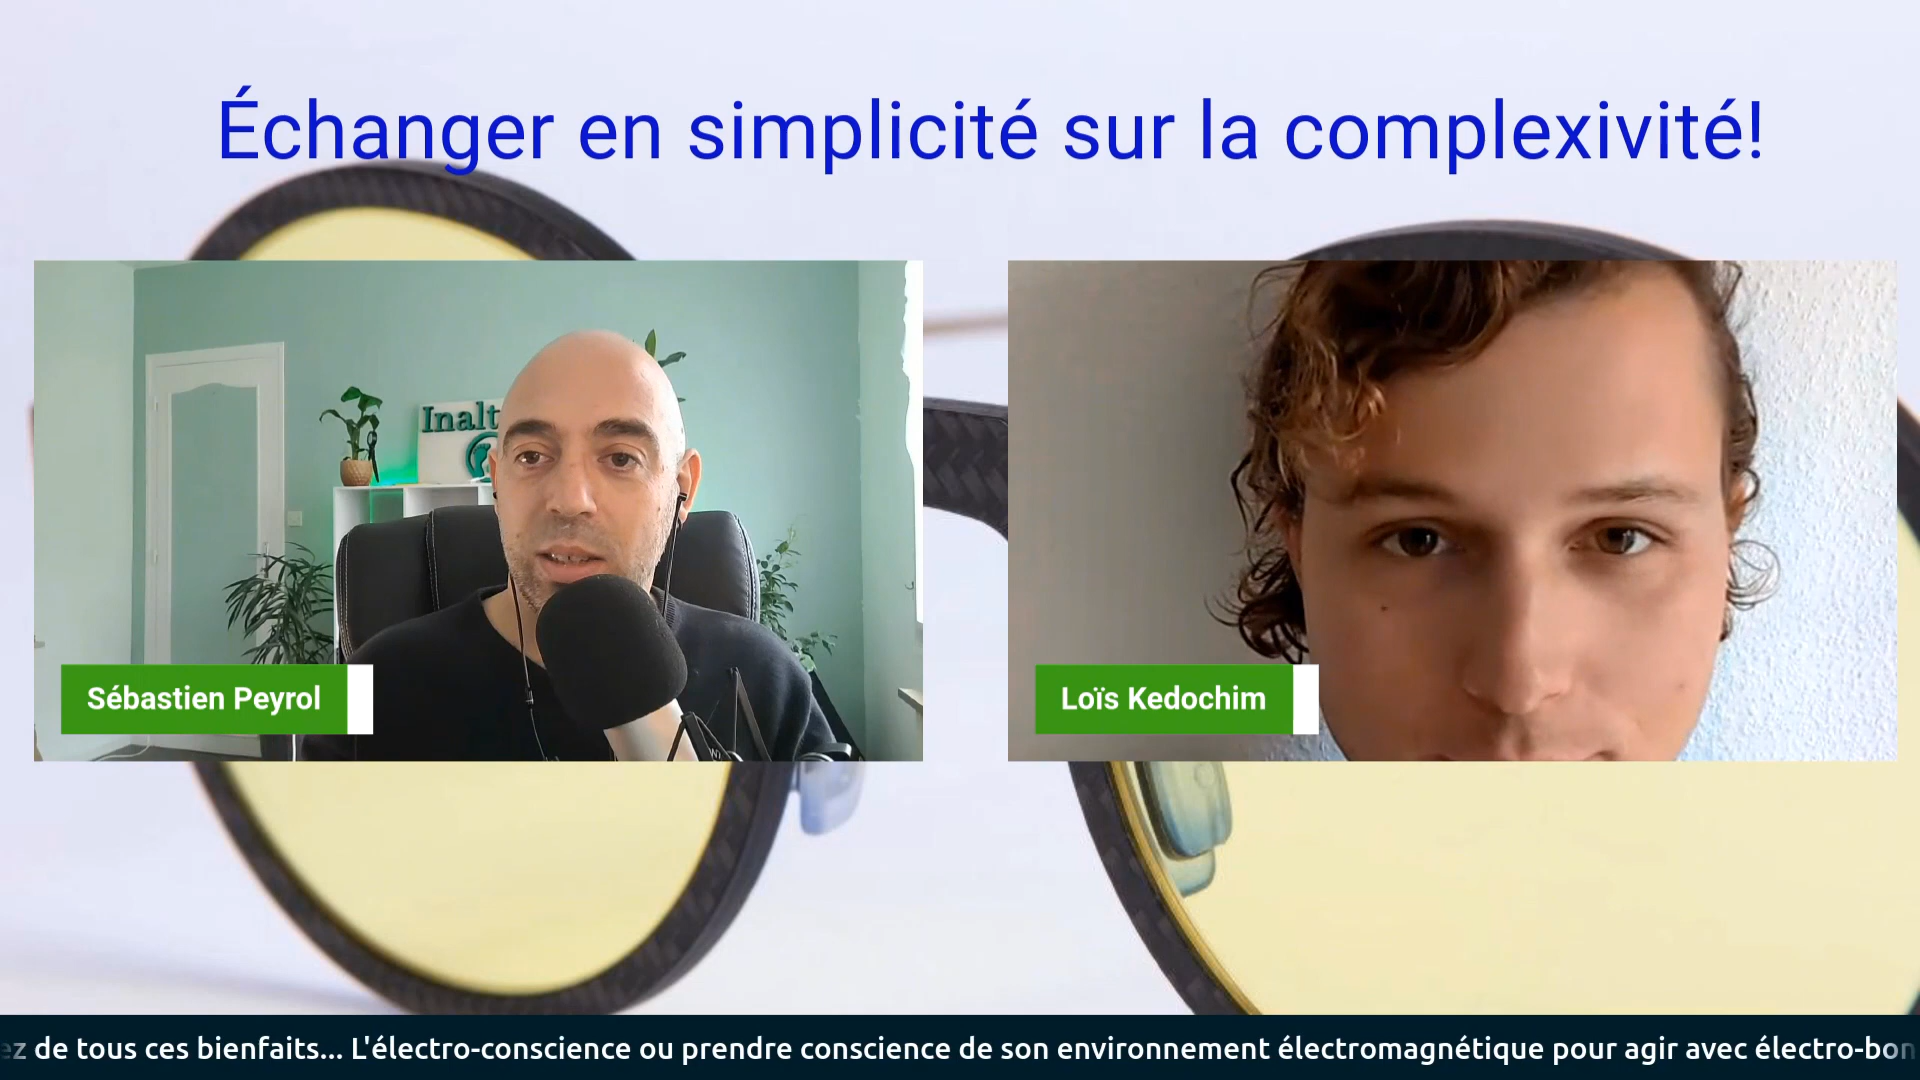 Échanger en simplicité sur la complexivité!
Inalt
Sébastien Peyrol
Loïs Kedochim
de tous ces bienfaits... L'électro-conscience ou prendre conscience de son environnement électromagnétique pour agir avec électro-bon